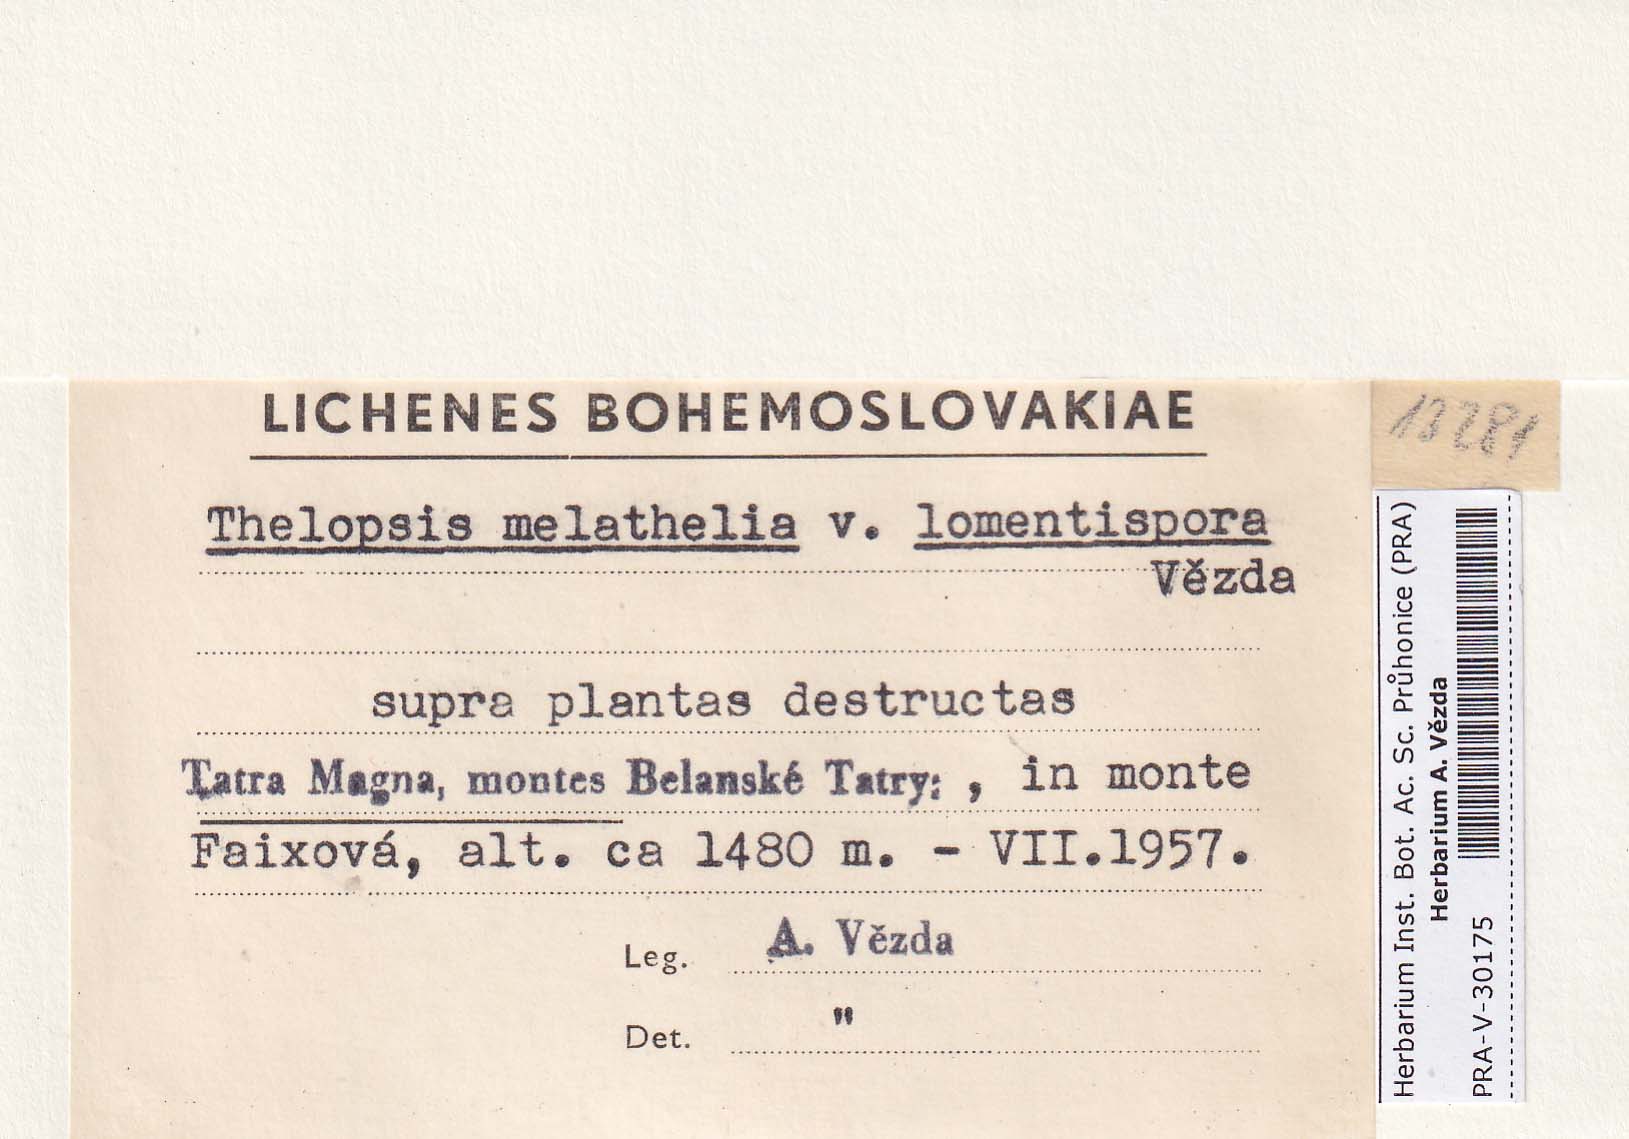 LICHENES BOHEMOSLOVAKIAE
13281
Thelopsis melathelia v. lomentispora
Vězda
supra plantas destructas
Tatra Magna, montes Belanské Tatry: , in monte
Faixová, alt. ca 1480 m. - VII.1957.
Leg. A. Vězda
Det. "
Herbarium Inst. Bot. Ac. Sc. Průhonice (PRA)
Herbarium A. Vězda
PRA-V-30175